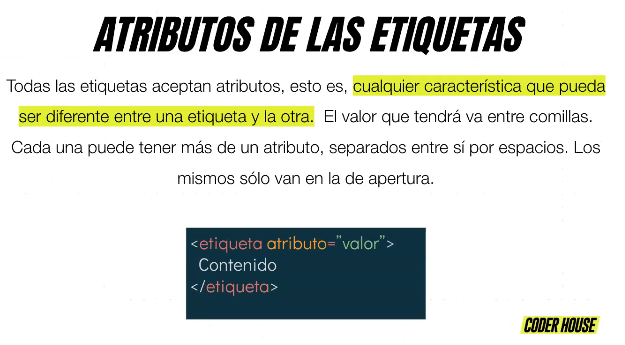 ATRIBUTOS DE LAS ETIQUETAS
Todas las etiquetas aceptan atributos, esto es, cualquier característica que pueda
ser diferente entre una etiqueta y la otra. El valor que tendrá va entre comillas.
Cada una puede tener más de un atributo, separados entre sí por espacios. Los
mismos sólo van en la de apertura.
<etiqueta atributo="valor">
Contenido
</etiqueta>
CODER HOUSE